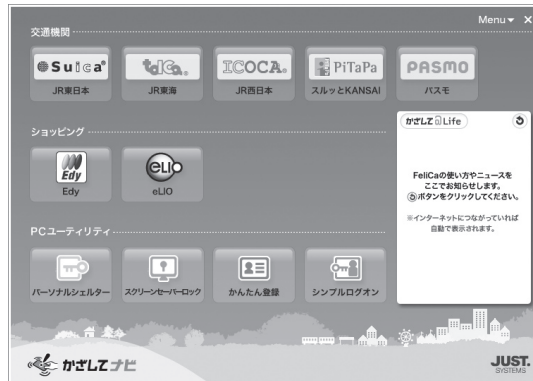 Menu▼ ×
交通機関
Suica
TOICA
ICOCA
PiTaPa
PASMO
JR東日本
JR東海
JR西日本
スルッとKANSAI
パスモ
ショッピング
Edy
eLIO
Edy
eLIO
かざしてⓐLife
FeliCaの使い方やニュースを
ここでお知らせします。
ボタンをクリックしてください。
※インターネットにつながっていれば
自動で表示されます。
PCユーティリティ
パーソナルシェルター
スクリーンセーバーロック
かんたん登録
シンプルログオン
かざしてナビ
JUST.
SYSTEMS